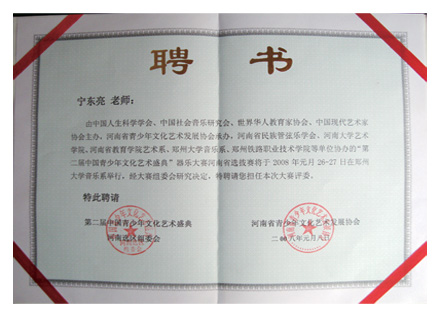 聘 书
宁东亮 老师：
由中国人生科学学会、中国社会音乐研究会、世界华人教育家协会、中国现代艺术家
协会主办，河南省青少年文化艺术发展协会承办，河南省民族管弦乐学会、河南大学艺术
学院、河南省教育学院艺术系、郑州大学音乐系、郑州铁路职业技术学院等单位协办的“第
二届中国青少年文化艺术盛典”器乐大赛河南省选拔赛将于 2008 年元月 26-27 日在郑州
大学音乐系举行，经大赛组委会研究决定，特聘请您担任本次大赛评委。
特此聘请
第二届中国青少年文化艺术盛典
河南选区组委会
河南省青少年文化艺术发展协会
二00八年元月八日